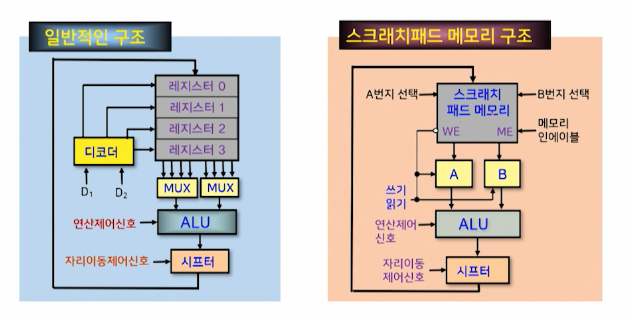 일반적인 구조
레지스터 0
레지스터 1
레지스터 2
레지스터 3
디코더
D1
D2
MUX
MUX
연산제어신호
ALU
자리이동제어신호
시프터
스크래치패드 메모리 구조
A번지 선택
스크래치
패드 메모리
B번지 선택
WE
ME
메모리
인에이블
A
B
쓰기
읽기
연산제어
신호
ALU
자리이동
제어신호
시프터